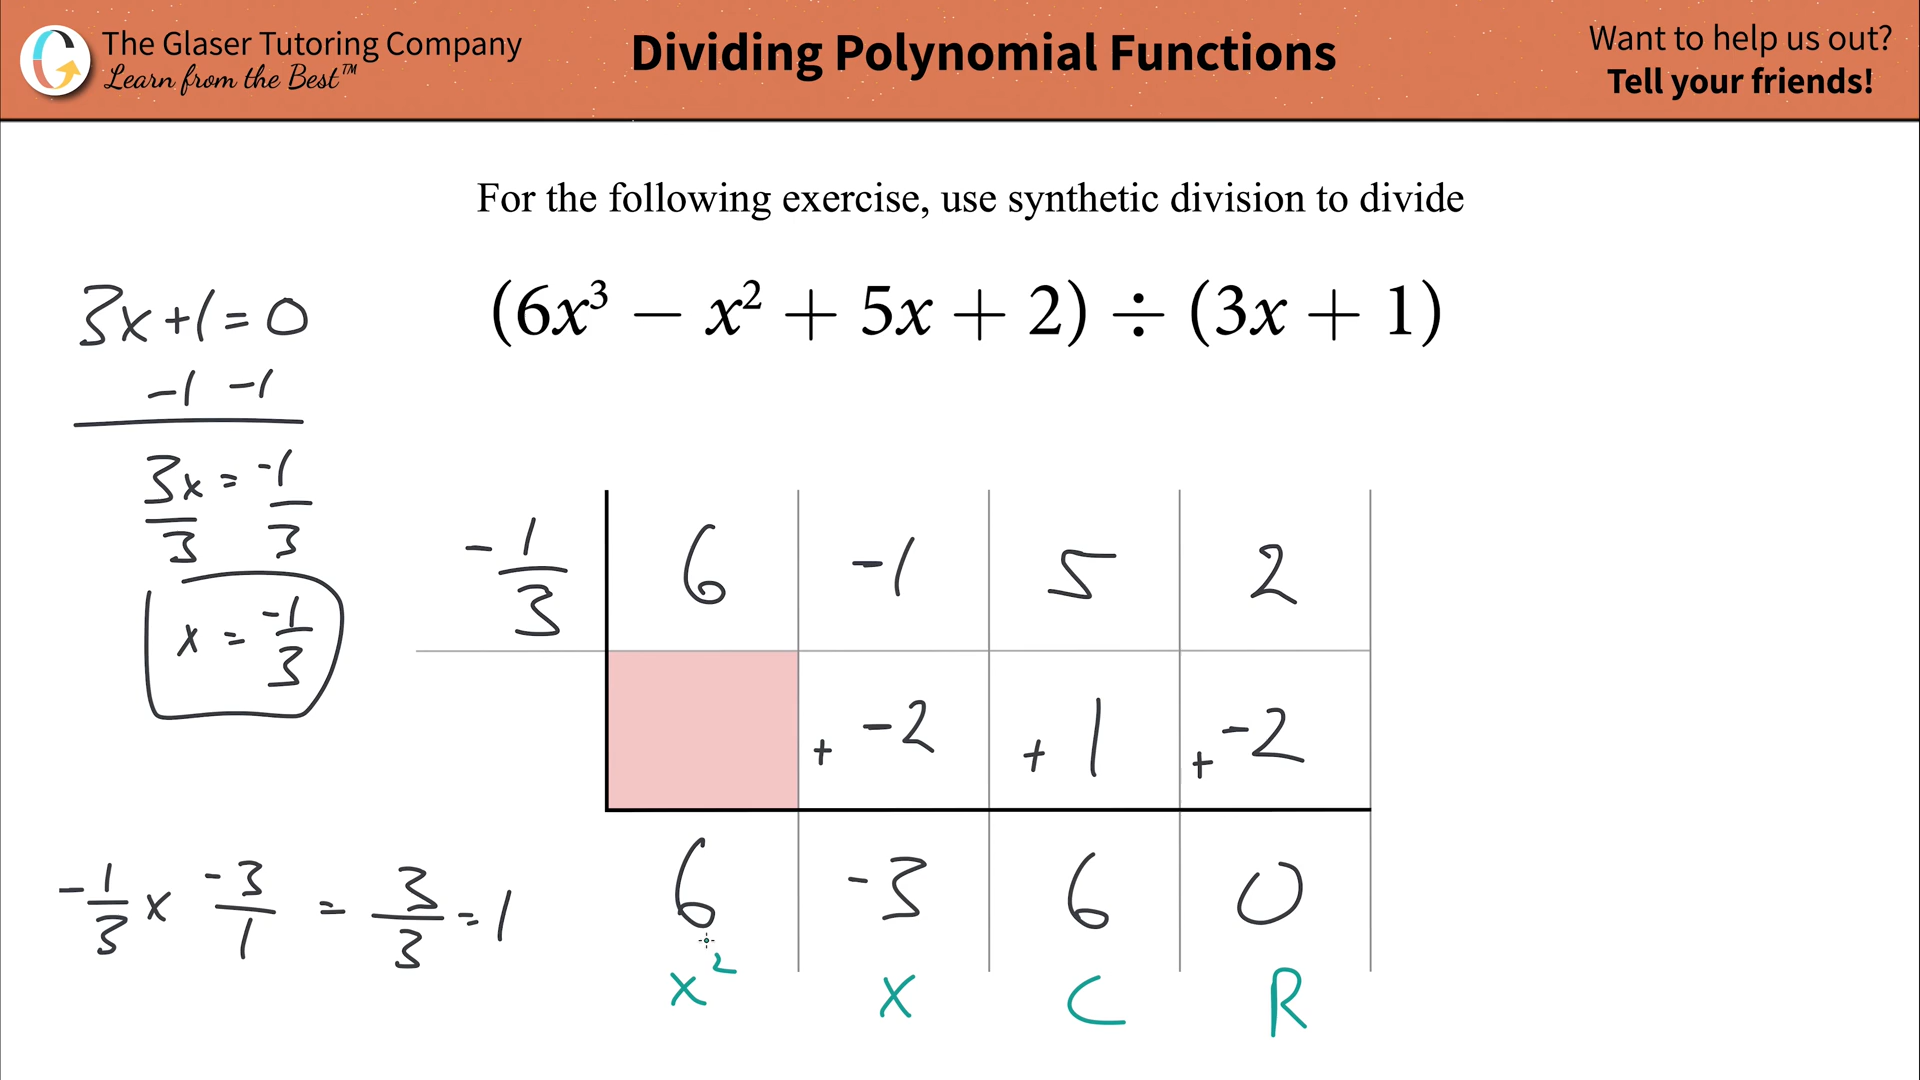 The Glaser Tutoring Company
Learn from the Best™
Dividing Polynomial Functions
Want to help us out?
Tell your friends!
For the following exercise, use synthetic division to divide
(6x³ − x² + 5x + 2) ÷ (3x + 1)
3x+1=0
-1 -1
3x = -1
3 3
x = -1/3
-1/3 6 -1 5 2
+ -2 + 1 + -2
6 -3 6 0
x² x C R
-1/3 x -3/1 = 3/3 = 1